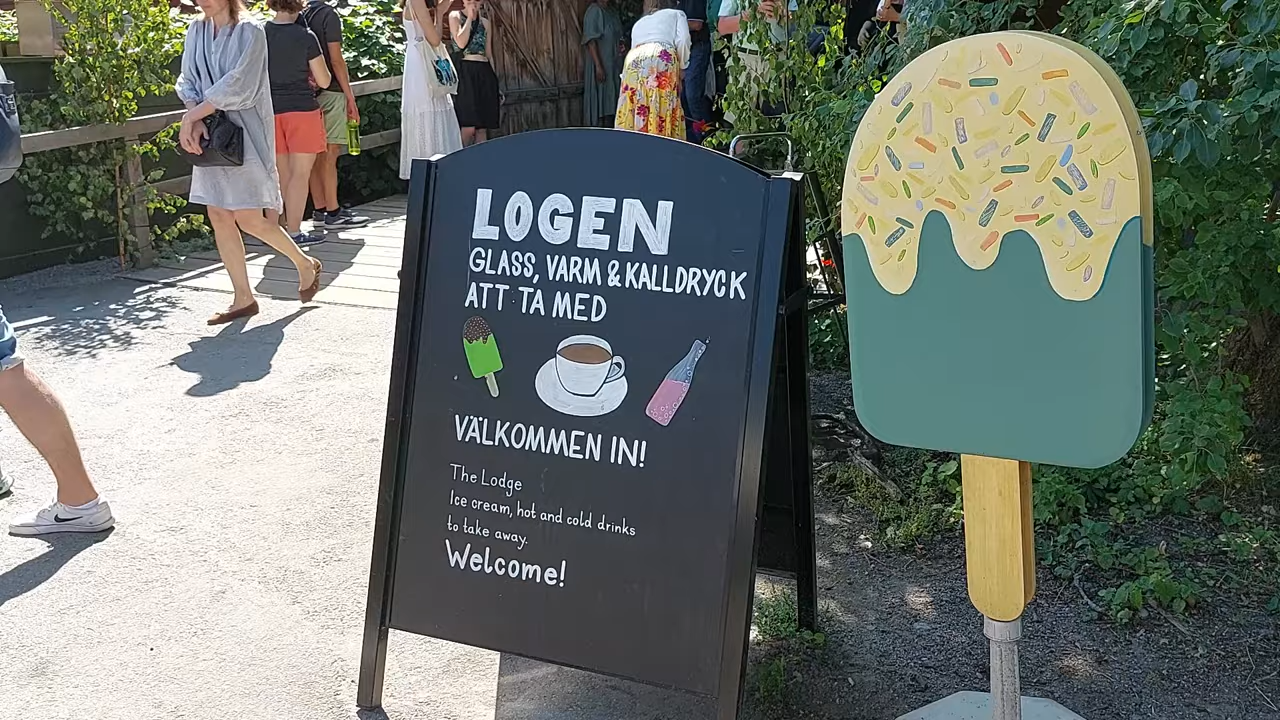 LOGEN
GLASS, VARM & KALLDRYCK
ATT TA MED
VÄLKOMMEN IN!
The Lodge
Ice cream, hot and cold drinks
to take away.
Welcome!